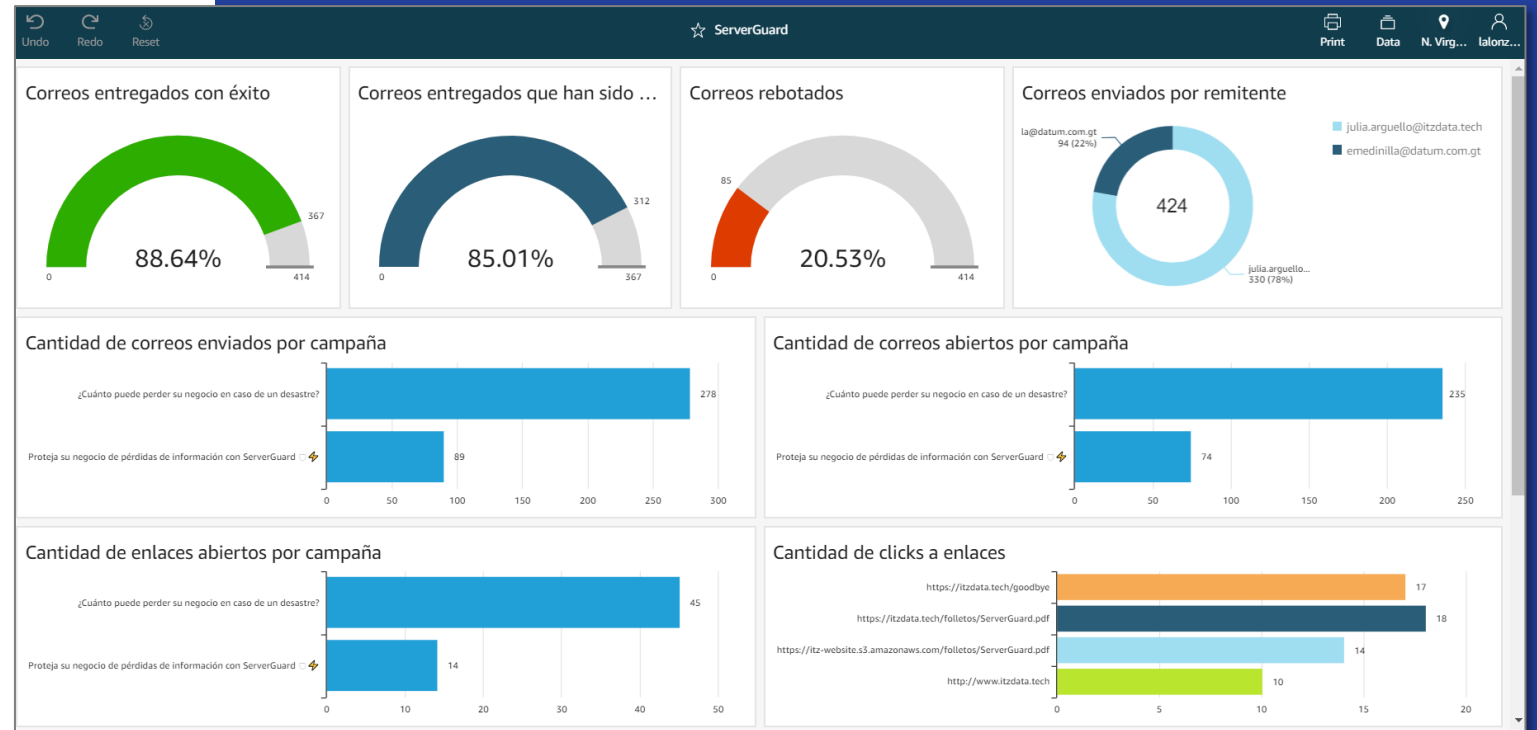 Undo
Redo
Reset
☆ ServerGuard
Print
Data
N. Virg...
lalonz...
Correos entregados con éxito
367
88.64%
0
414
Correos entregados que han sido ...
312
85.01%
0
367
Correos rebotados
85
20.53%
0
414
Correos enviados por remitente
la@datum.com.gt
94 (22%)
424
julia.arguello...
330 (78%)
julia.arguello@itzdata.tech
emedinilla@datum.com.gt
Cantidad de correos enviados por campaña
¿Cuánto puede perder su negocio en caso de un desastre?
278
Proteja su negocio de pérdidas de información con ServerGuard ⚡
89
0 50 100 150 200 250 300
Cantidad de correos abiertos por campaña
¿Cuánto puede perder su negocio en caso de un desastre?
235
Proteja su negocio de pérdidas de información con ServerGuard ⚡
74
0 50 100 150 200 250
Cantidad de enlaces abiertos por campaña
¿Cuánto puede perder su negocio en caso de un desastre?
45
Proteja su negocio de pérdidas de información con ServerGuard ⚡
14
0 10 20 30 40 50
Cantidad de clicks a enlaces
https://itzdata.tech/goodbye
17
https://itzdata.tech/folletos/ServerGuard.pdf
18
https://itz-website.s3.amazonaws.com/folletos/ServerGuard.pdf
14
http://www.itzdata.tech
10
0 5 10 15 20